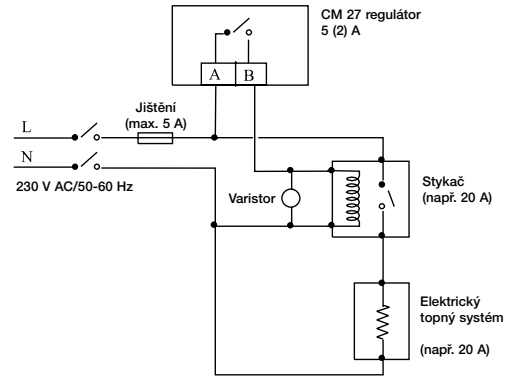 CM 27 regulátor
5 (2) A
A B
Jištění
(max. 5 A)
L
N
230 V AC/50-60 Hz
Varistor
Stykač
(např. 20 A)
Elektrický
topný systém
(např. 20 A)